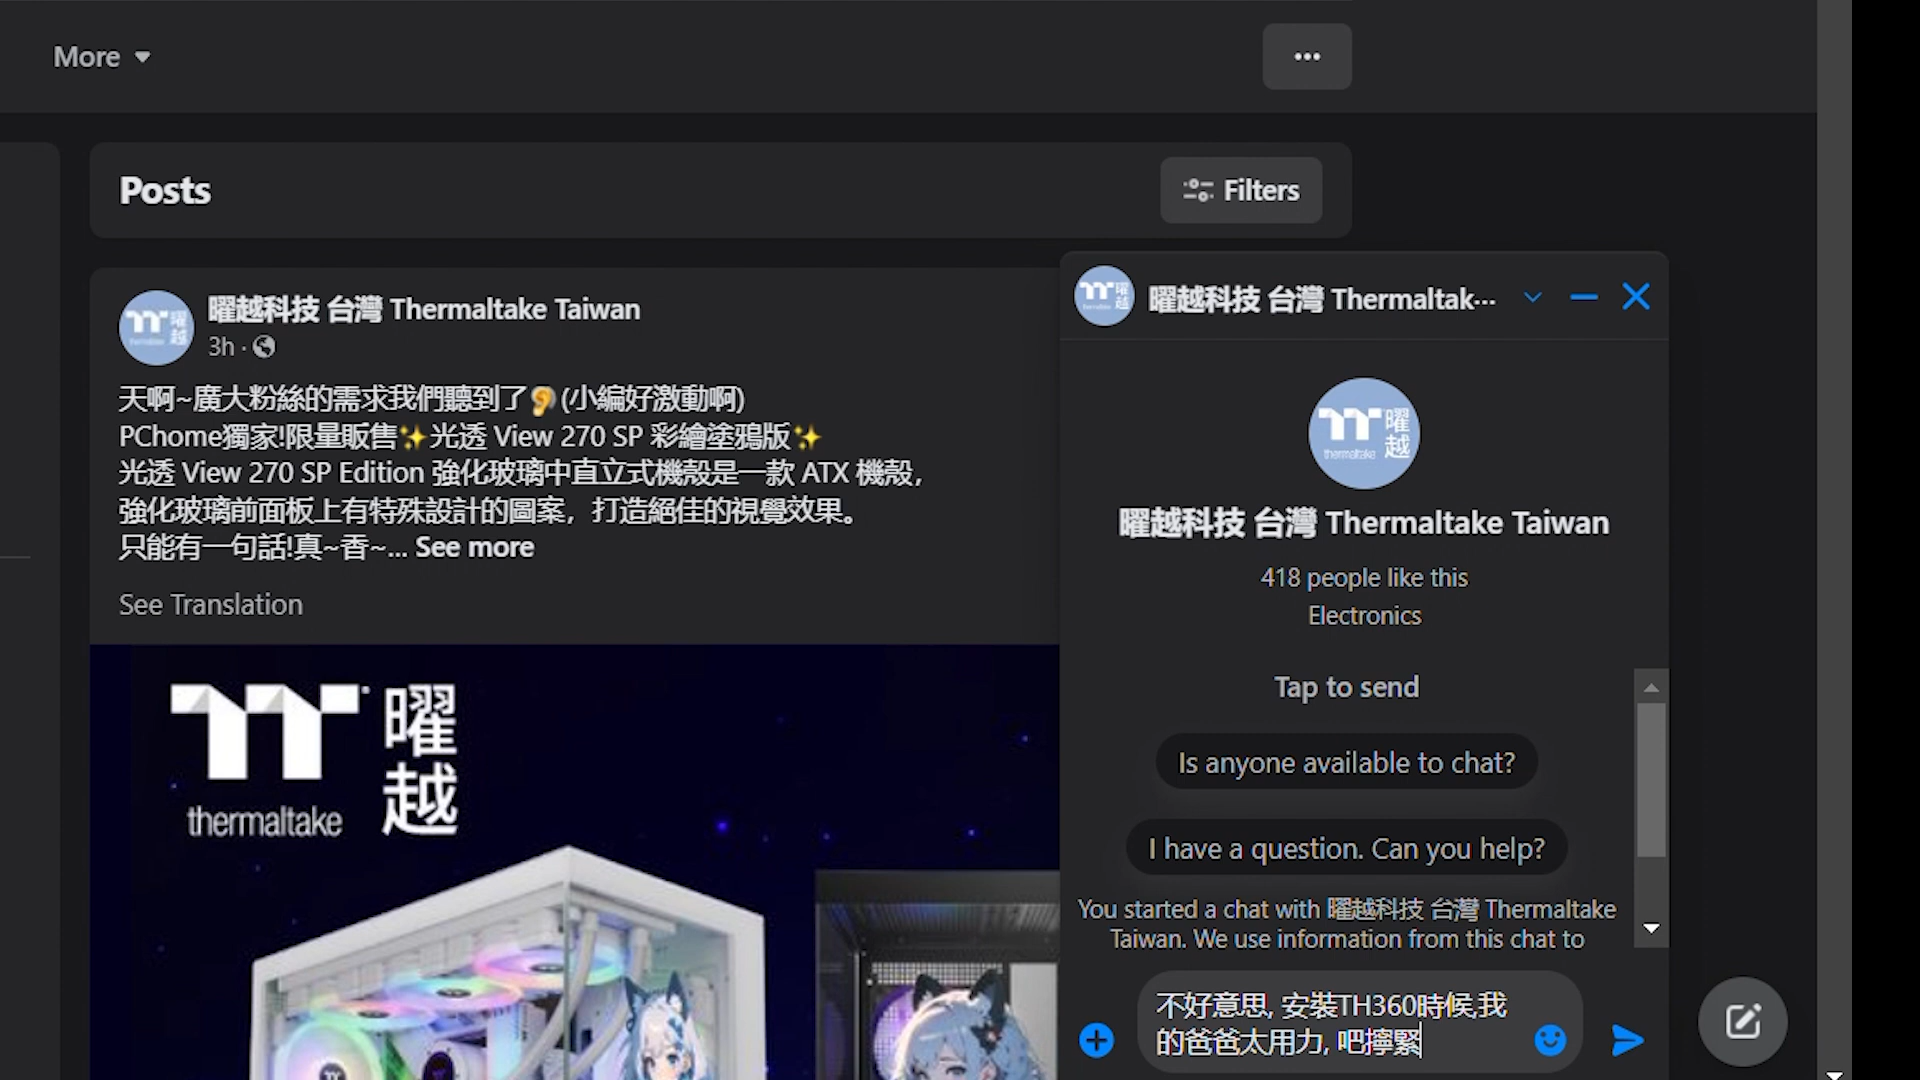 More
Posts
Filters
曜越科技 台灣 Thermaltake Taiwan
3h
天啊~廣大粉絲的需求我們聽到了👂(小編好激動啊)
PChome獨家!限量販售✨光透 View 270 SP 彩繪塗鴉版✨
光透 View 270 SP Edition 強化玻璃中直立式機殼是一款 ATX 機殼，
強化玻璃前面板上有特殊設計的圖案，打造絕佳的視覺效果。
只能有一句話!真~香~... See more
See Translation
thermaltake
曜越
曜越科技 台灣 Thermaltak...
曜越
thermaltake
曜越科技 台灣 Thermaltake Taiwan
418 people like this
Electronics
Tap to send
Is anyone available to chat?
I have a question. Can you help?
You started a chat with 曜越科技 台灣 Thermaltake
Taiwan. We use information from this chat to
不好意思, 安裝TH360時候,我
的爸爸太用力, 吧擰緊